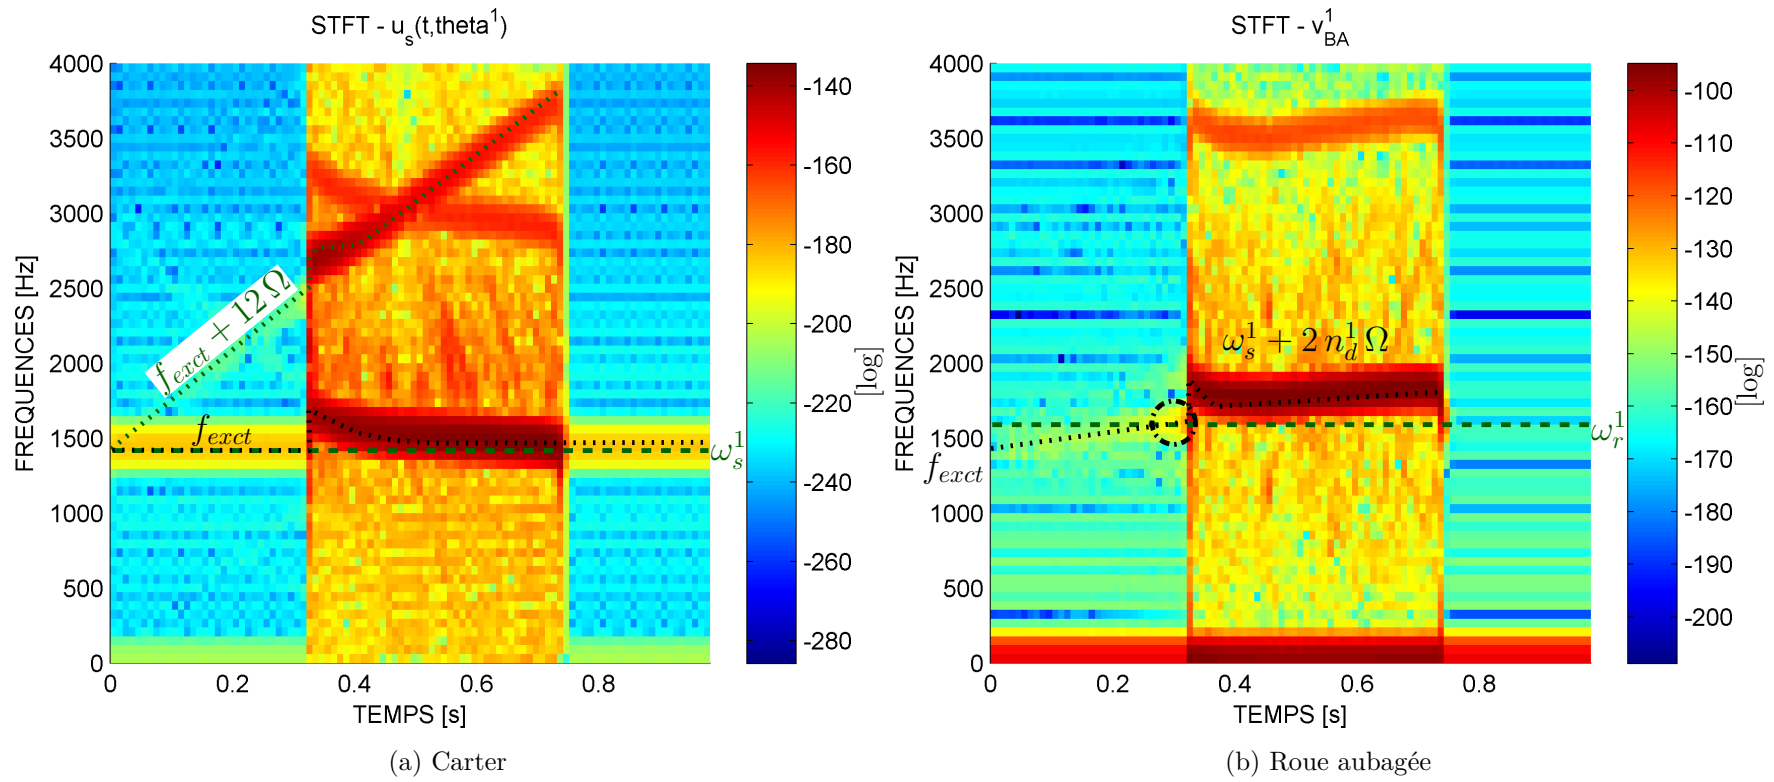 STFT - u_s(t,theta^1)
4000
3500
3000
2500
2000
1500
1000
500
0
FREQUENCES [Hz]
f_exct + 12 Ω
f_exct
ω_s^1
0 0.2 0.4 0.6 0.8
TEMPS [s]
-140
-160
-180
-200
-220
-240
-260
-280
[log]
(a) Carter
STFT - v_BA^1
4000
3500
3000
2500
2000
1500
1000
500
0
FREQUENCES [Hz]
ω_s^1 + 2 n_d^1 Ω
f_exct
ω_r^1
0 0.2 0.4 0.6 0.8
TEMPS [s]
-100
-110
-120
-130
-140
-150
-160
-170
-180
-190
-200
[log]
(b) Roue aubagée